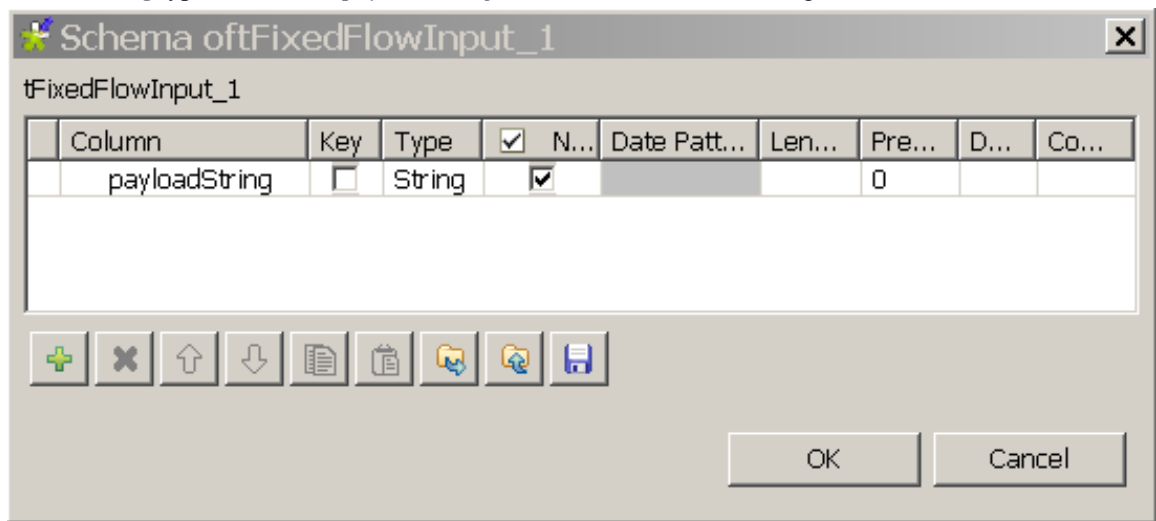 Schema oftFixedFlowInput_1
tFixedFlowInput_1
Column Key Type N... Date Patt... Len... Pre... D... Co...
payloadString String 0
OK Cancel